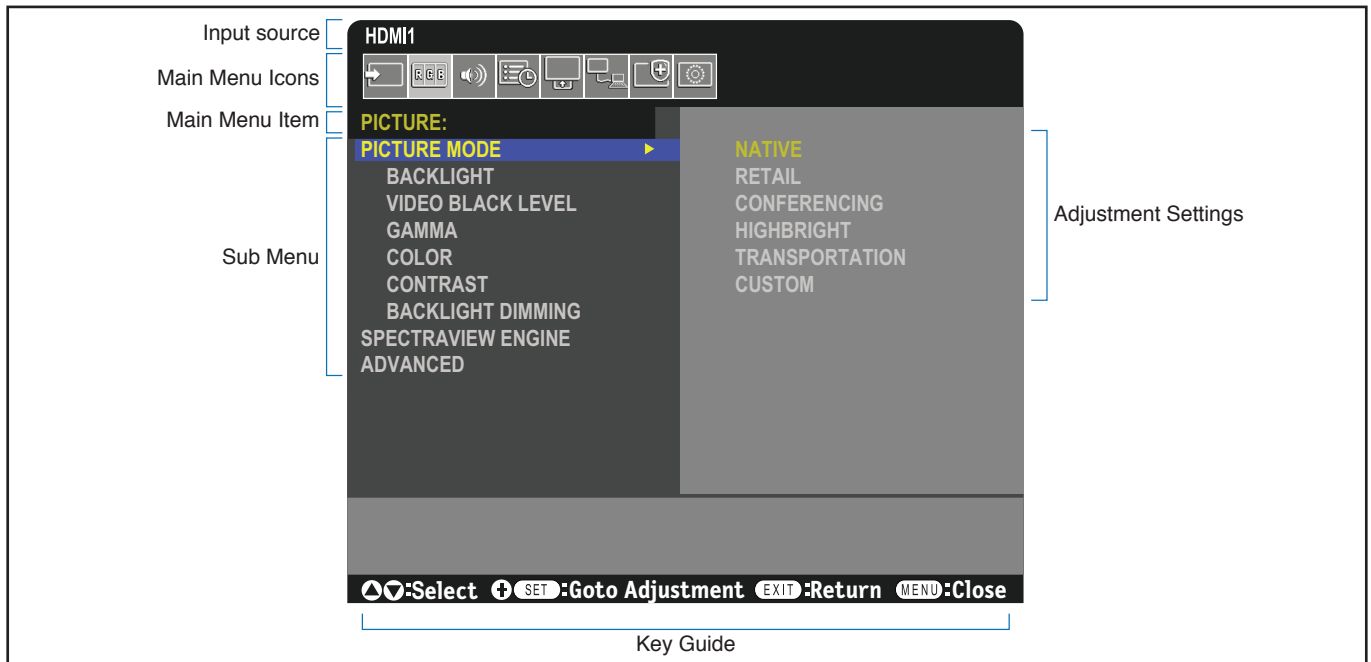 Input source
HDMI1
Main Menu Icons
RGB
Main Menu Item
PICTURE:
PICTURE MODE
NATIVE
BACKLIGHT
RETAIL
VIDEO BLACK LEVEL
CONFERENCING
Adjustment Settings
GAMMA
HIGHBRIGHT
Sub Menu
COLOR
TRANSPORTATION
CONTRAST
CUSTOM
BACKLIGHT DIMMING
SPECTRAVIEW ENGINE
ADVANCED
:Select SET:Goto Adjustment EXIT:Return MENU:Close
Key Guide